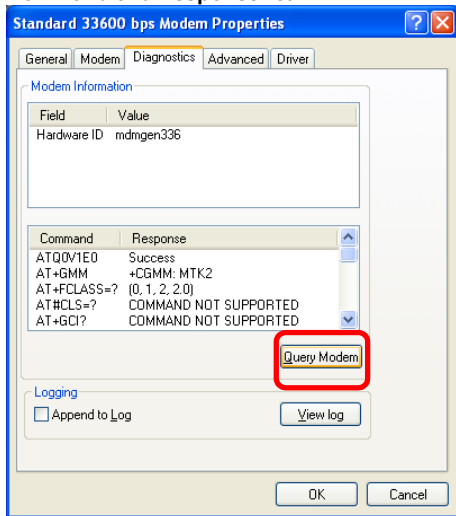 Standard 33600 bps Modem Properties
General Modem Diagnostics Advanced Driver
Modem Information
Field Value
Hardware ID mdmgen336
Command Response
ATQ0V1E0 Success
AT+GMM +CGMM: MTK2
AT+FCLASS=? (0, 1, 2, 2.0)
AT#CLS=? COMMAND NOT SUPPORTED
AT+GCI? COMMAND NOT SUPPORTED
Query Modem
Logging
Append to Log View log
OK Cancel